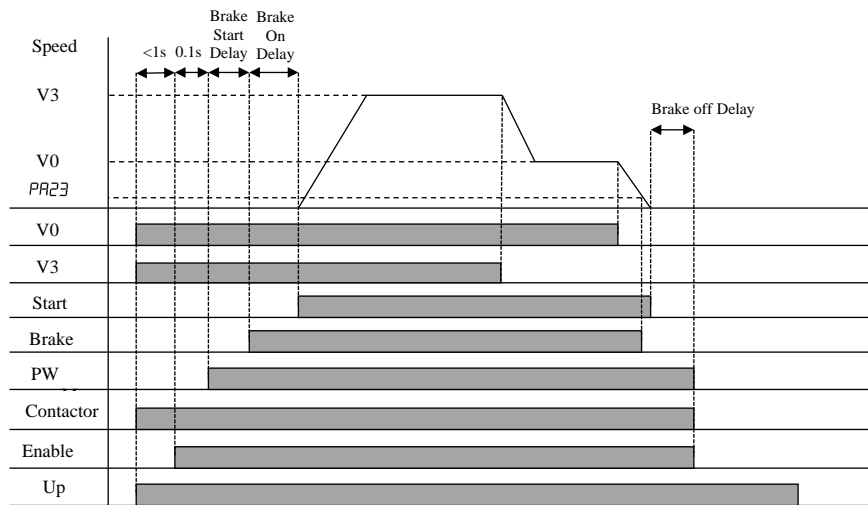 Brake
Start
Delay
Brake
On
Delay
Speed
<1s
0.1s
V3
Brake off Delay
V0
PA23
V0
V3
Start
Brake
PW
Contactor
Enable
Up